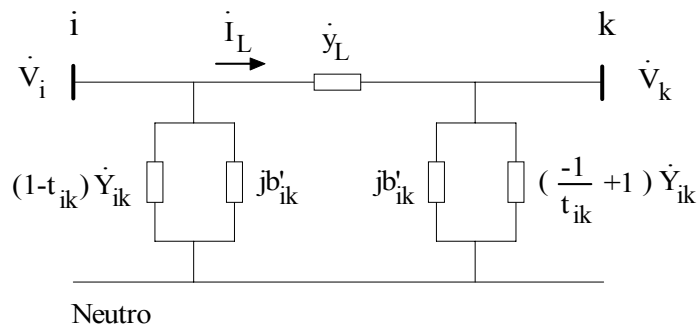 i
İ_L
ẏ_L
k
V̇_i
V̇_k
(1-t_ik) Ẏ_ik
jb'_ik
jb'_ik
( -1/t_ik +1 ) Ẏ_ik
Neutro